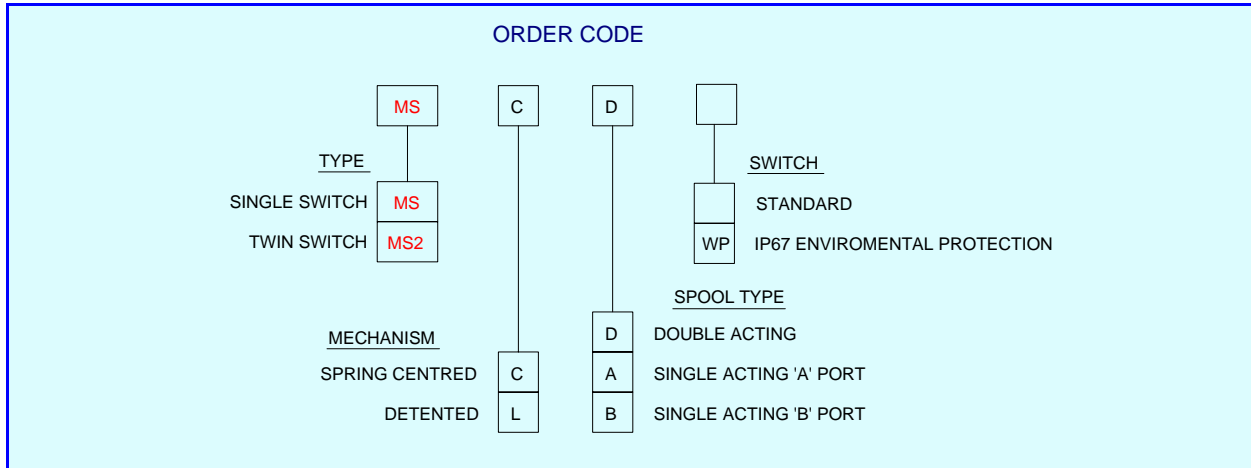 ORDER CODE
MS C D
TYPE
SWITCH
SINGLE SWITCH MS
STANDARD
TWIN SWITCH MS2
WP IP67 ENVIROMENTAL PROTECTION
SPOOL TYPE
D DOUBLE ACTING
MECHANISM
SPRING CENTRED C
A SINGLE ACTING 'A' PORT
DETENTED L
B SINGLE ACTING 'B' PORT